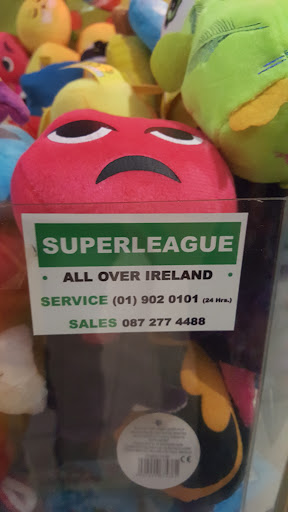 SUPERLEAGUE
• ALL OVER IRELAND •
SERVICE (01) 902 0101 (24 Hrs.)
SALES 087 277 4488